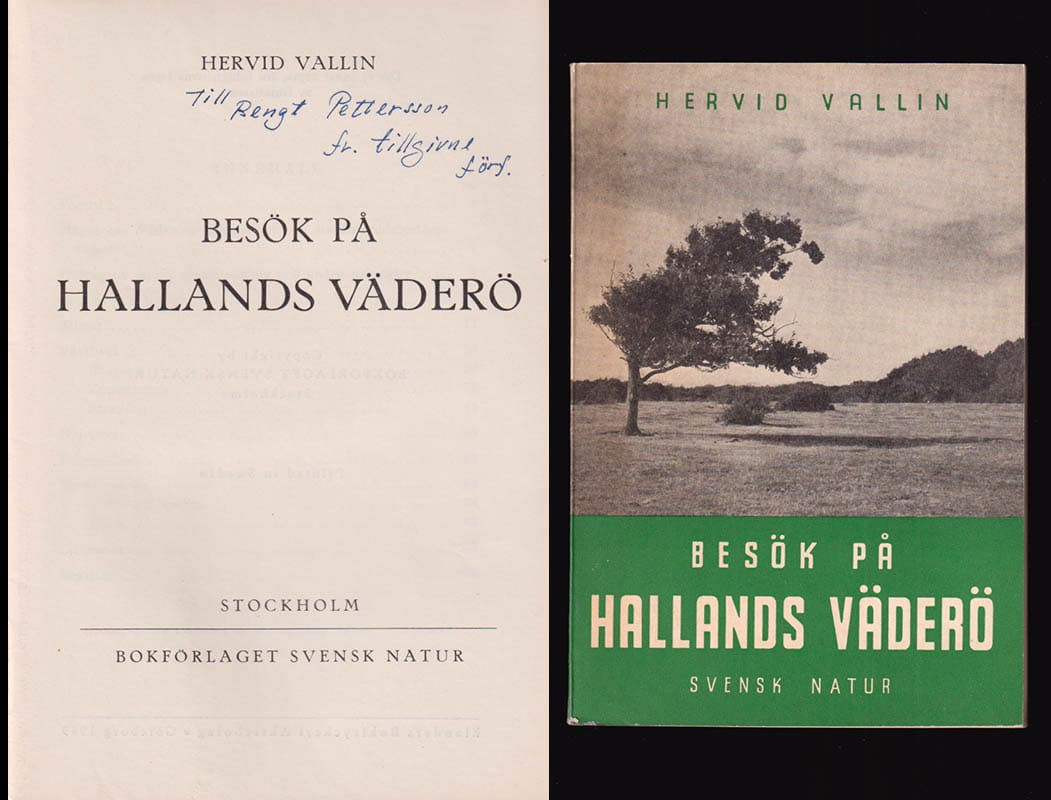 HERVID VALLIN
Till
Bengt Pettersson
fr. tillgivne
förf.
BESÖK PÅ
HALLANDS VÄDERÖ
STOCKHOLM
BOKFÖRLAGET SVENSK NATUR
HERVID VALLIN
BESÖK PÅ
HALLANDS VÄDERÖ
SVENSK NATUR